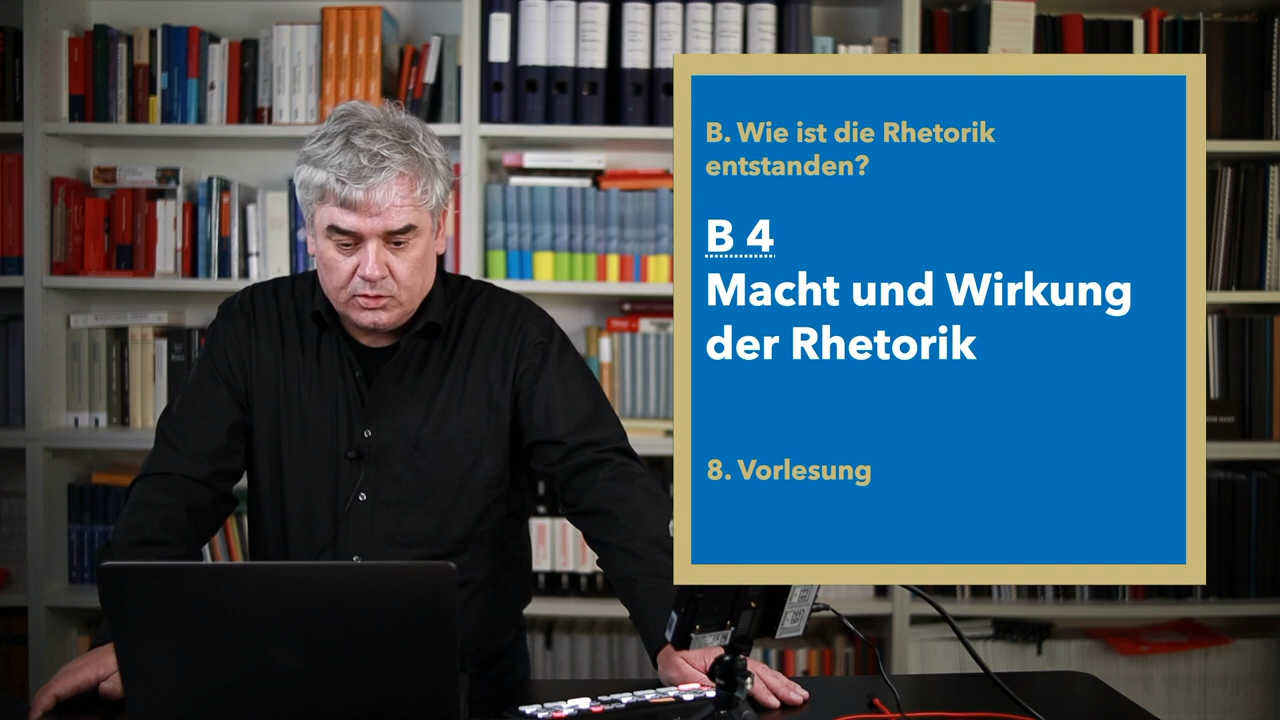 B. Wie ist die Rhetorik
entstanden?
B 4
Macht und Wirkung
der Rhetorik
8. Vorlesung